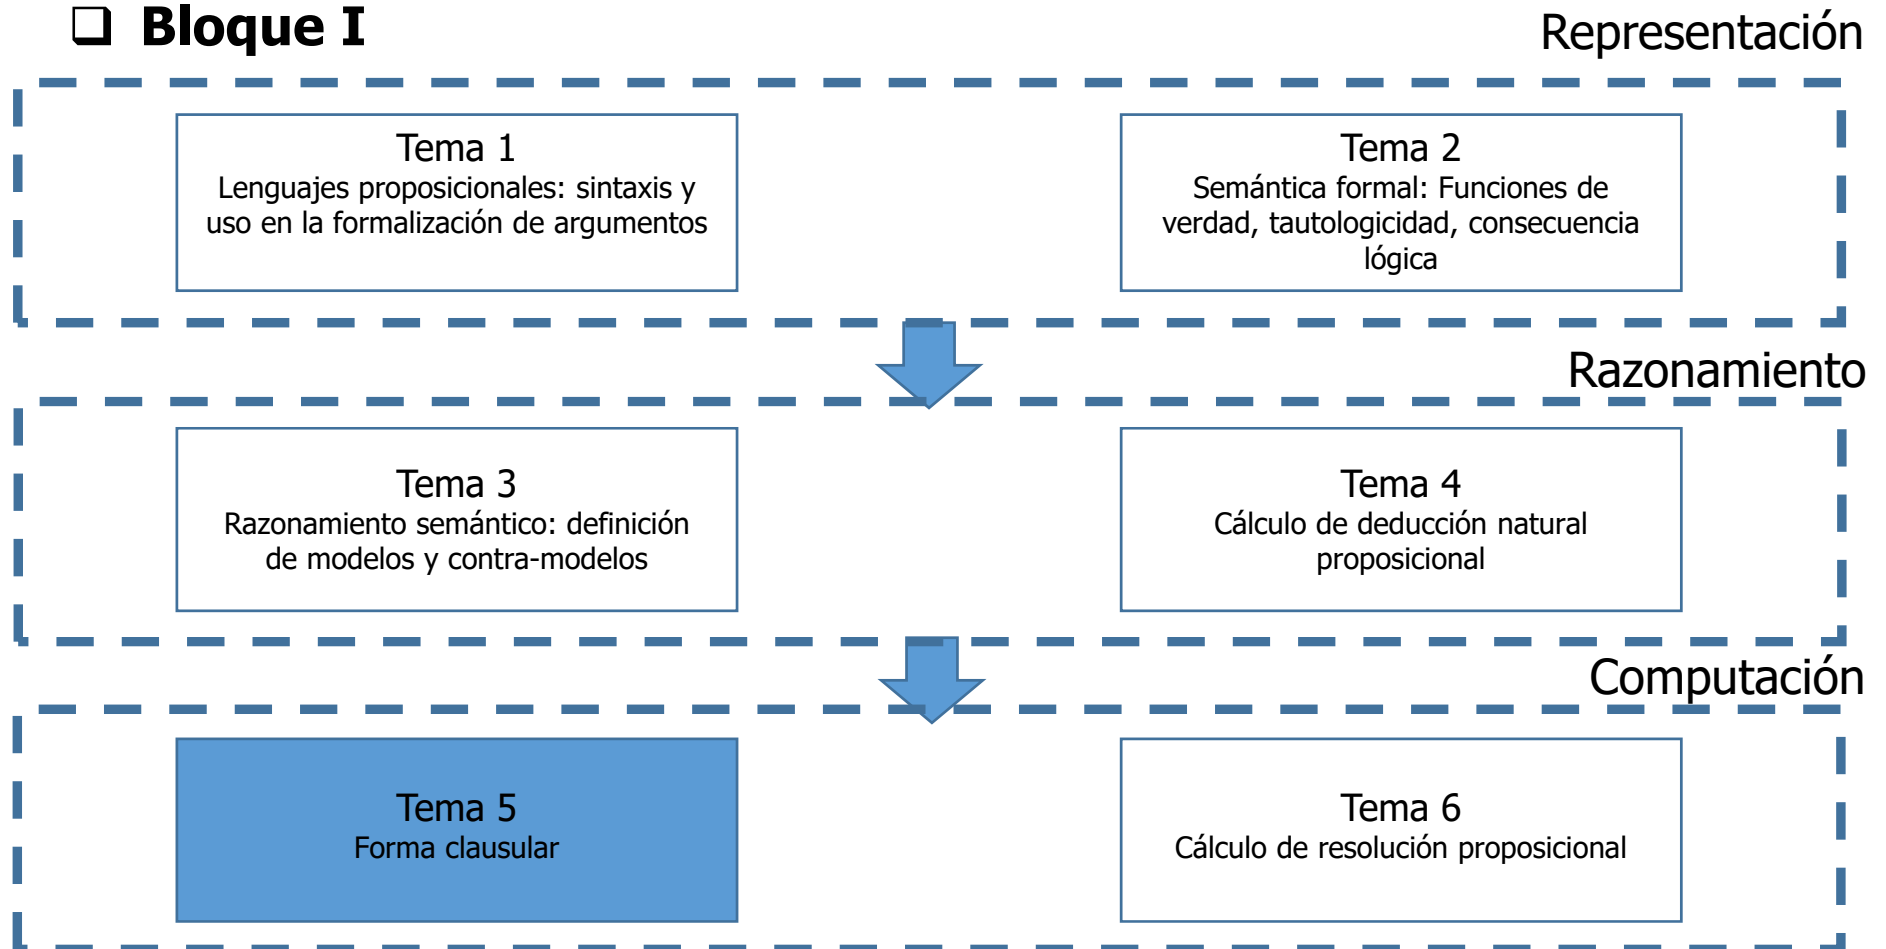 ❑ Bloque I
Representación
Tema 1
Lenguajes proposicionales: sintaxis y
uso en la formalización de argumentos
Tema 2
Semántica formal: Funciones de
verdad, tautologicidad, consecuencia
lógica
Razonamiento
Tema 3
Razonamiento semántico: definición
de modelos y contra-modelos
Tema 4
Cálculo de deducción natural
proposicional
Computación
Tema 5
Forma clausular
Tema 6
Cálculo de resolución proposicional